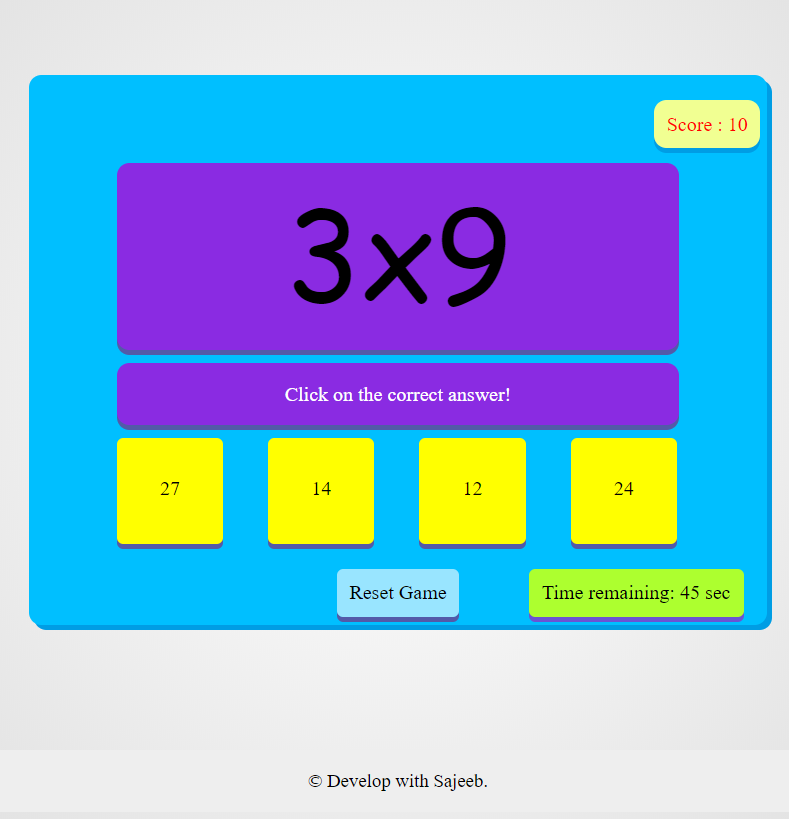 Score : 10
3x9
Click on the correct answer!
27 14 12 24
Reset Game Time remaining: 45 sec
© Develop with Sajeeb.